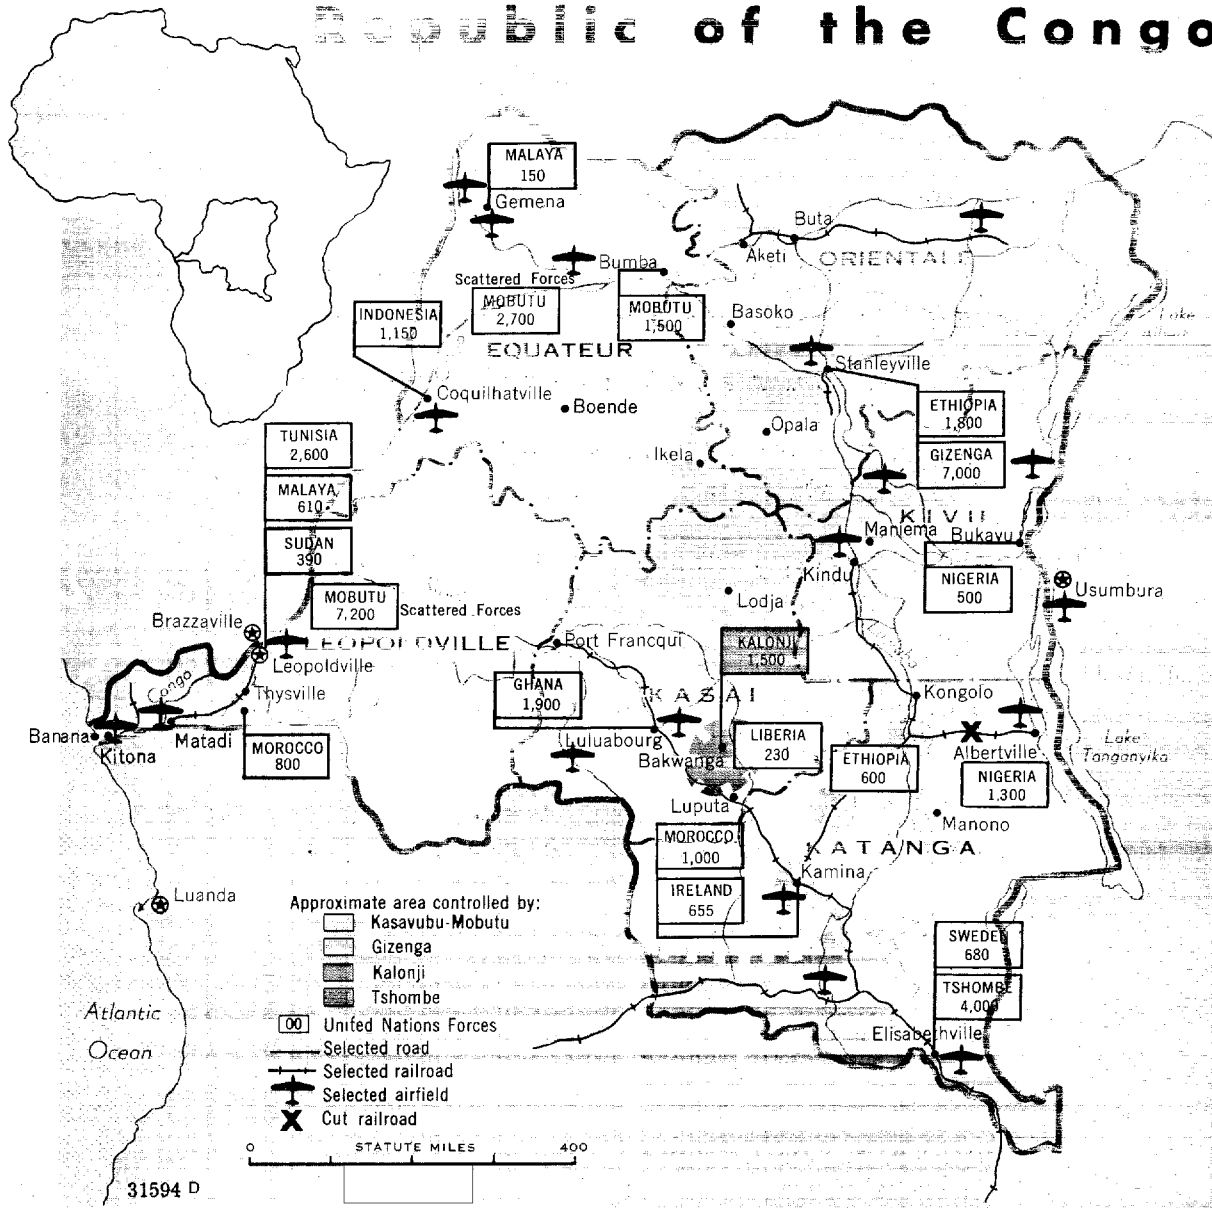 Republic of the Congo
MALAYA
150
Gemena
Buta
Aketi
ORIENTALE
Bumba
Scattered Forces
MOBUTU
2,700
MOBUTU
1,500
INDONESIA
1,150
Basoko
Lake
EQUATEUR
Stanleyville
Coquilhatville
Boende
ETHIOPIA
1,800
Opala
TUNISIA
2,600
Ikela
GIZENGA
7,000
MALAYA
610
KIVU
SUDAN
390
Maniema
Bukavu
Kindu
NIGERIA
500
Usumbura
MOBUTU
7,200
Scattered Forces
Lodja
Brazzaville
LEOPOLDVILLE
Port Francqui
KALONJI
1,500
Leopoldville
Congo
Thysville
GHANA
1,900
KASAI
Kongolo
Banana
Kitona
Matadi
MOROCCO
800
Luluabourg
Bakwanga
LIBERIA
230
ETHIOPIA
600
Albertville
Lake
Tanganyika
NIGERIA
1,300
Luputa
Manono
MOROCCO
1,000
KATANGA
Kamina
IRELAND
655
Luanda
Approximate area controlled by:
Kasavubu-Mobutu
Gizenga
Kalonji
Tshombe
00 United Nations Forces
Selected road
Selected railroad
Selected airfield
Cut railroad
SWEDEN
680
TSHOMBE
4,000
Elisabethville
Atlantic
Ocean
STATUTE MILES
0 400
31594 D